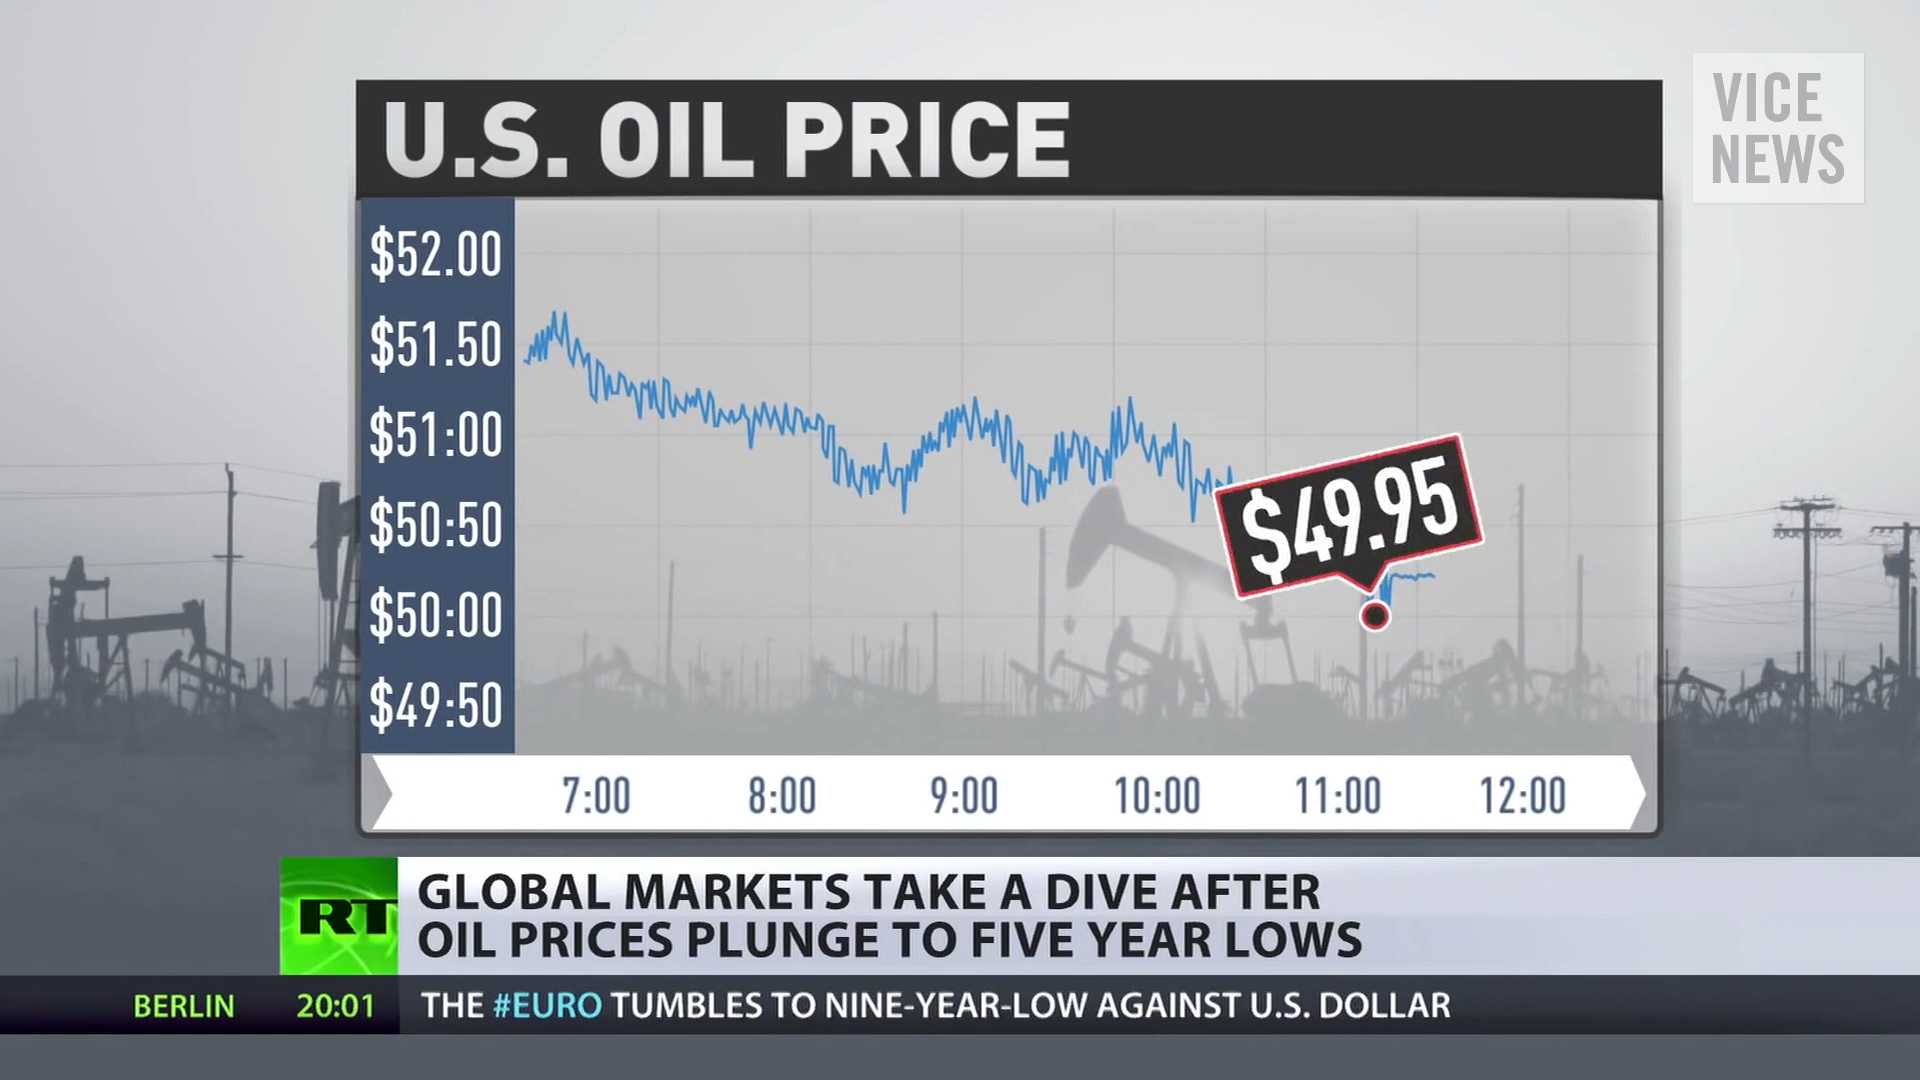 VICE
NEWS
U.S. OIL PRICE
$52.00
$51.50
$51:00
$50:50
$50:00
$49:50
$49.95
7:00 8:00 9:00 10:00 11:00 12:00
RT
GLOBAL MARKETS TAKE A DIVE AFTER
OIL PRICES PLUNGE TO FIVE YEAR LOWS
BERLIN 20:01 THE #EURO TUMBLES TO NINE-YEAR-LOW AGAINST U.S. DOLLAR